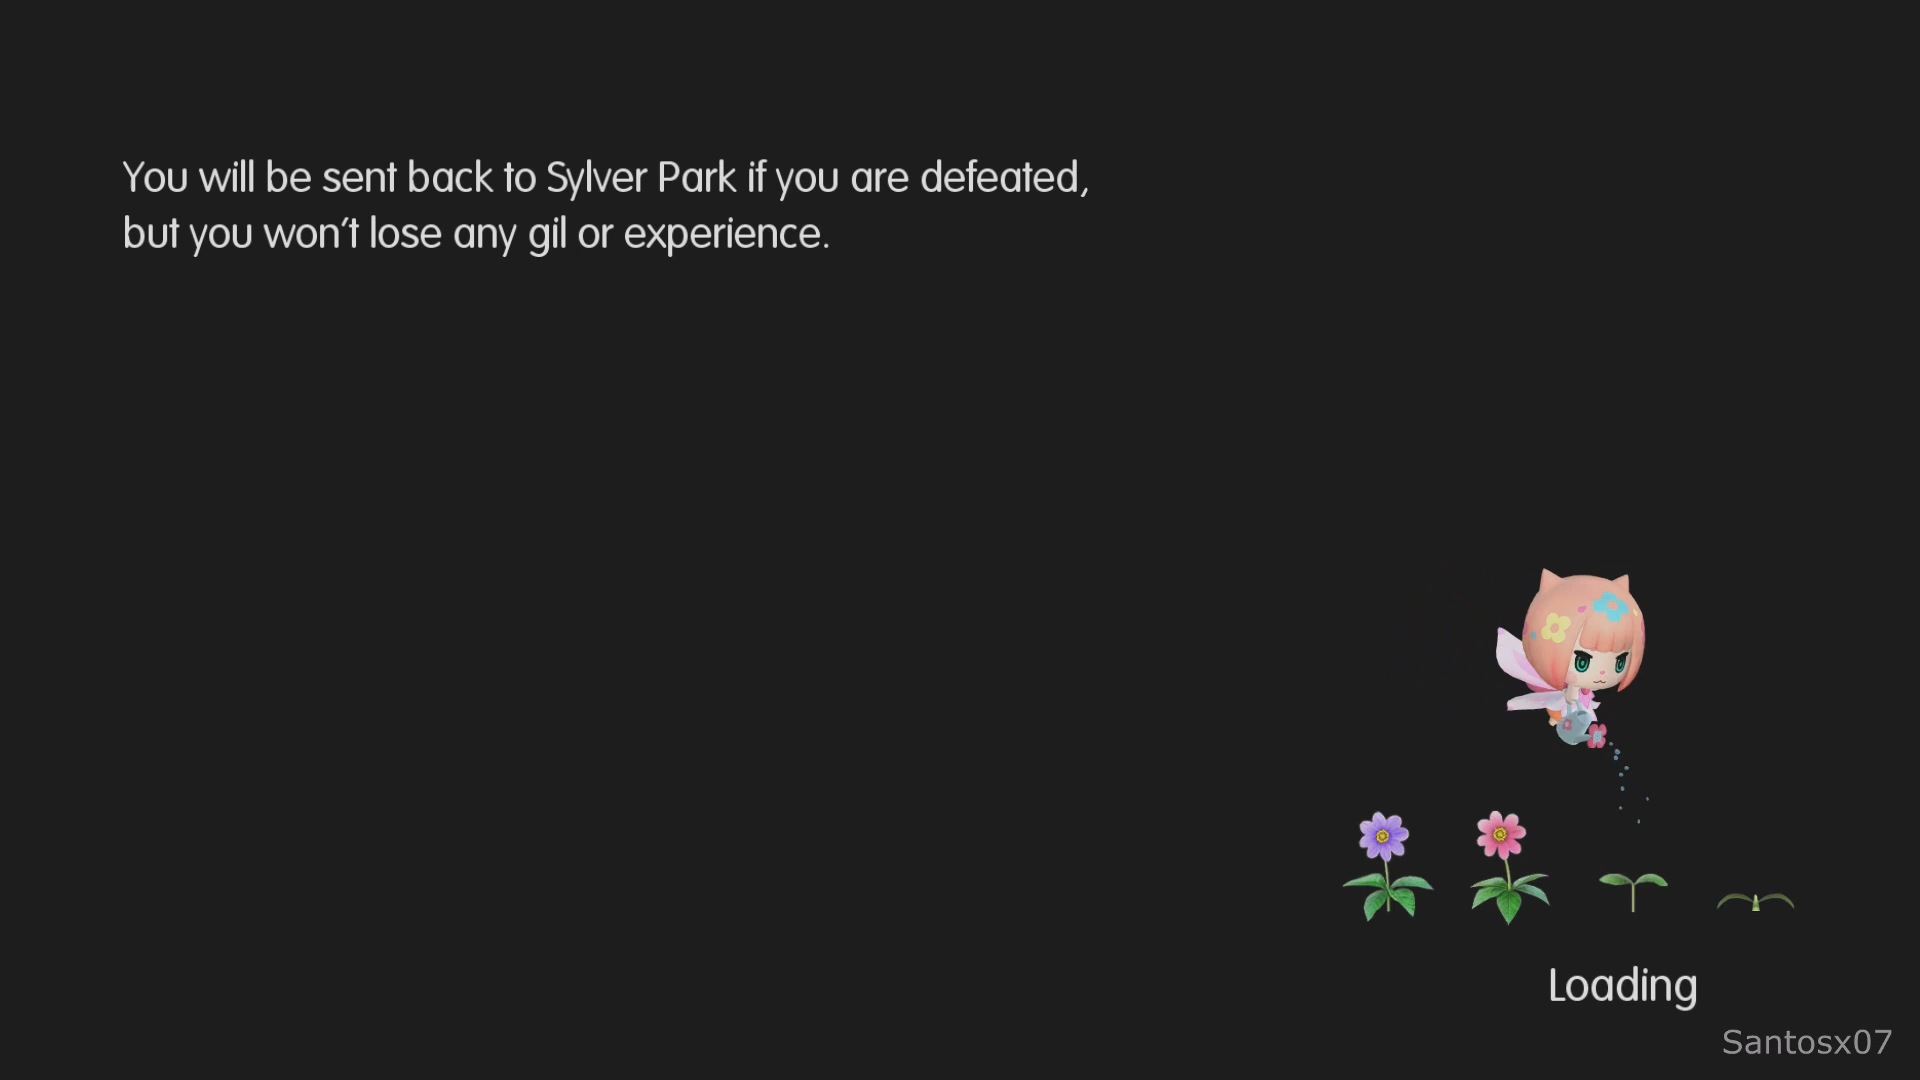 You will be sent back to Sylver Park if you are defeated,
but you won't lose any gil or experience.
Loading
Santosx07